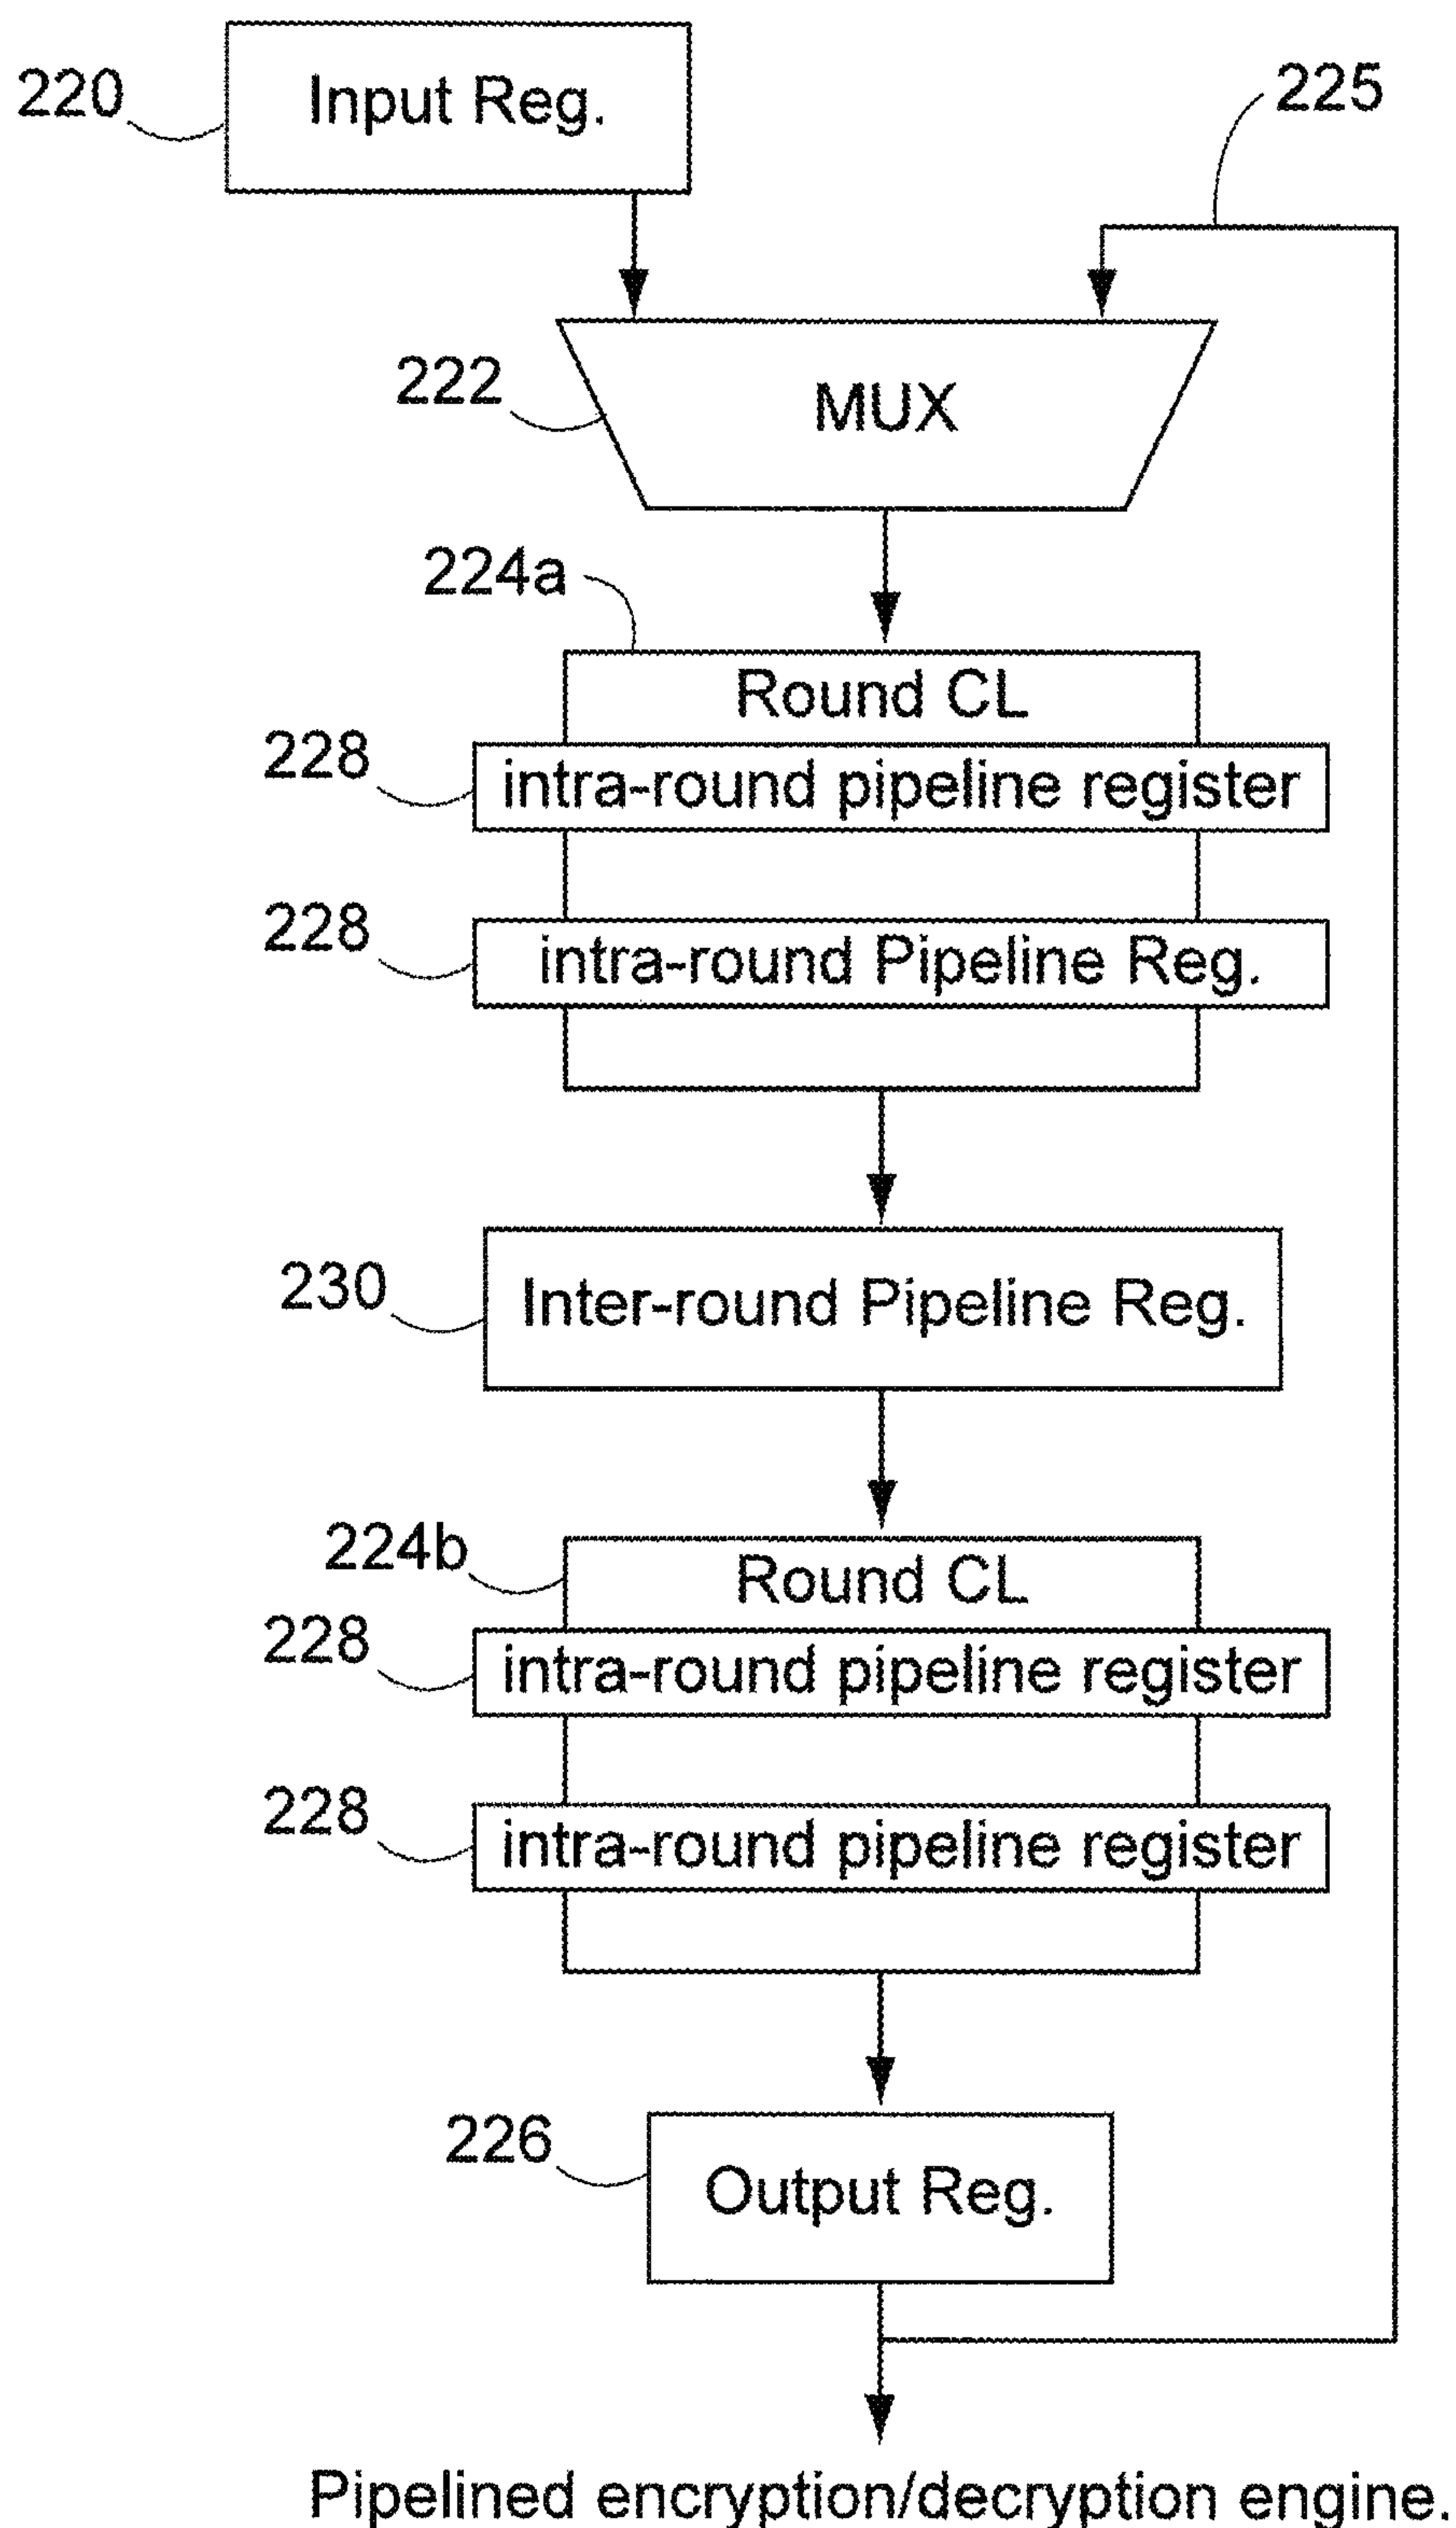 220
Input Reg.
225
222
MUX
224a
Round CL
228
intra-round pipeline register
228
intra-round Pipeline Reg.
230
Inter-round Pipeline Reg.
224b
Round CL
228
intra-round pipeline register
228
intra-round pipeline register
226
Output Reg.
Pipelined encryption/decryption engine.